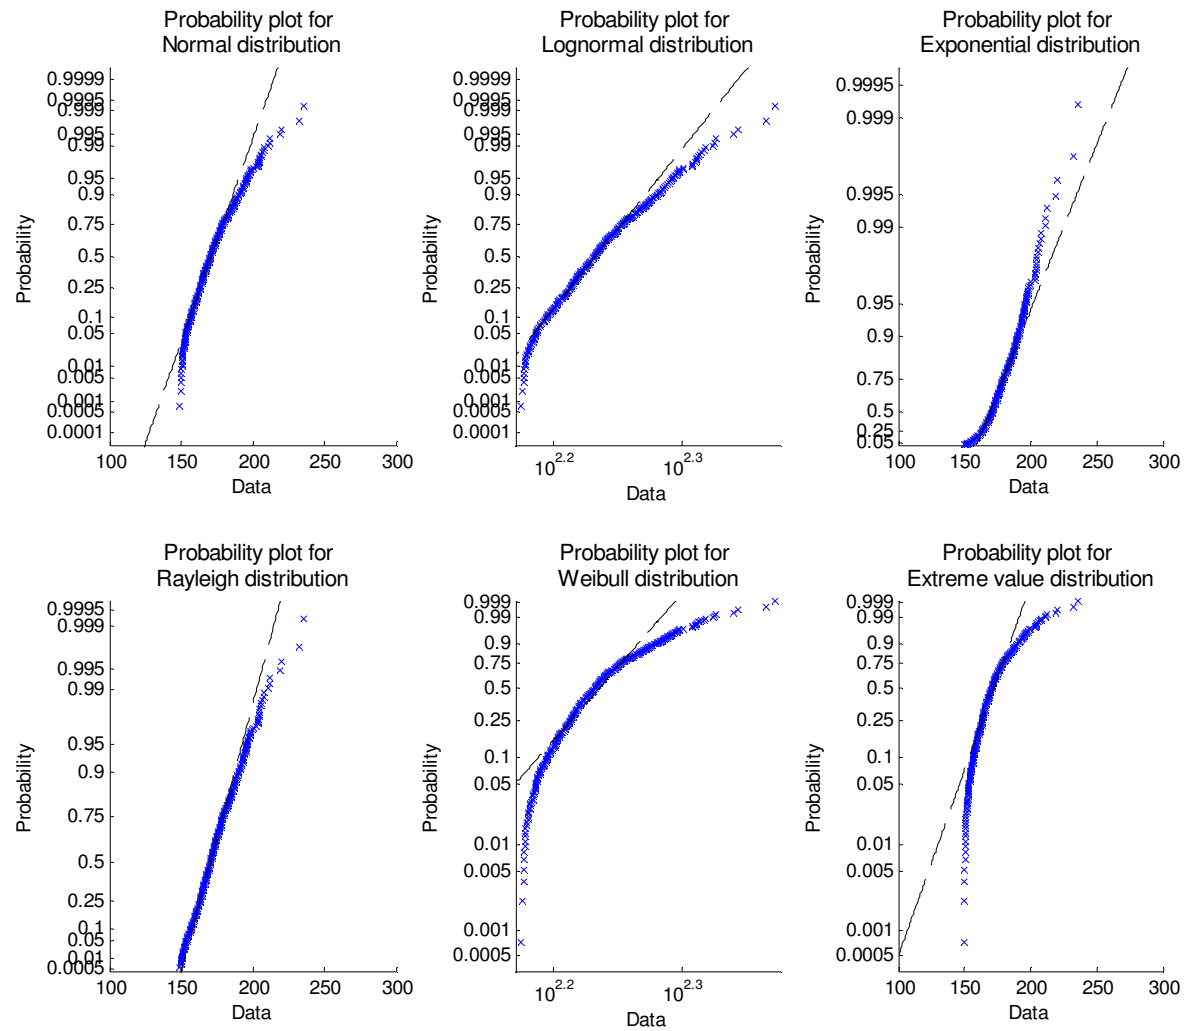 Probability plot for
Normal distribution
0.9999
0.9995
0.999
0.995
0.99
0.95
0.9
0.75
0.5
0.25
0.1
0.05
0.01
0.005
0.001
0.0005
0.0001
Probability
100 150 200 250 300
Data
Probability plot for
Lognormal distribution
0.9999
0.9995
0.999
0.995
0.99
0.95
0.9
0.75
0.5
0.25
0.1
0.05
0.01
0.005
0.001
0.0005
0.0001
Probability
10^2.2 10^2.3
Data
Probability plot for
Exponential distribution
0.9995
0.999
0.995
0.99
0.95
0.9
0.75
0.5
0.25
0.05
Probability
100 150 200 250 300
Data
Probability plot for
Rayleigh distribution
0.9995
0.999
0.995
0.99
0.95
0.9
0.75
0.5
0.25
0.1
0.05
0.01
0.0005
Probability
100 150 200 250 300
Data
Probability plot for
Weibull distribution
0.999
0.99
0.9
0.75
0.5
0.25
0.1
0.05
0.01
0.005
0.001
0.0005
Probability
10^2.2 10^2.3
Data
Probability plot for
Extreme value distribution
0.999
0.99
0.9
0.75
0.5
0.25
0.1
0.05
0.01
0.005
0.001
0.0005
Probability
100 150 200 250 300
Data